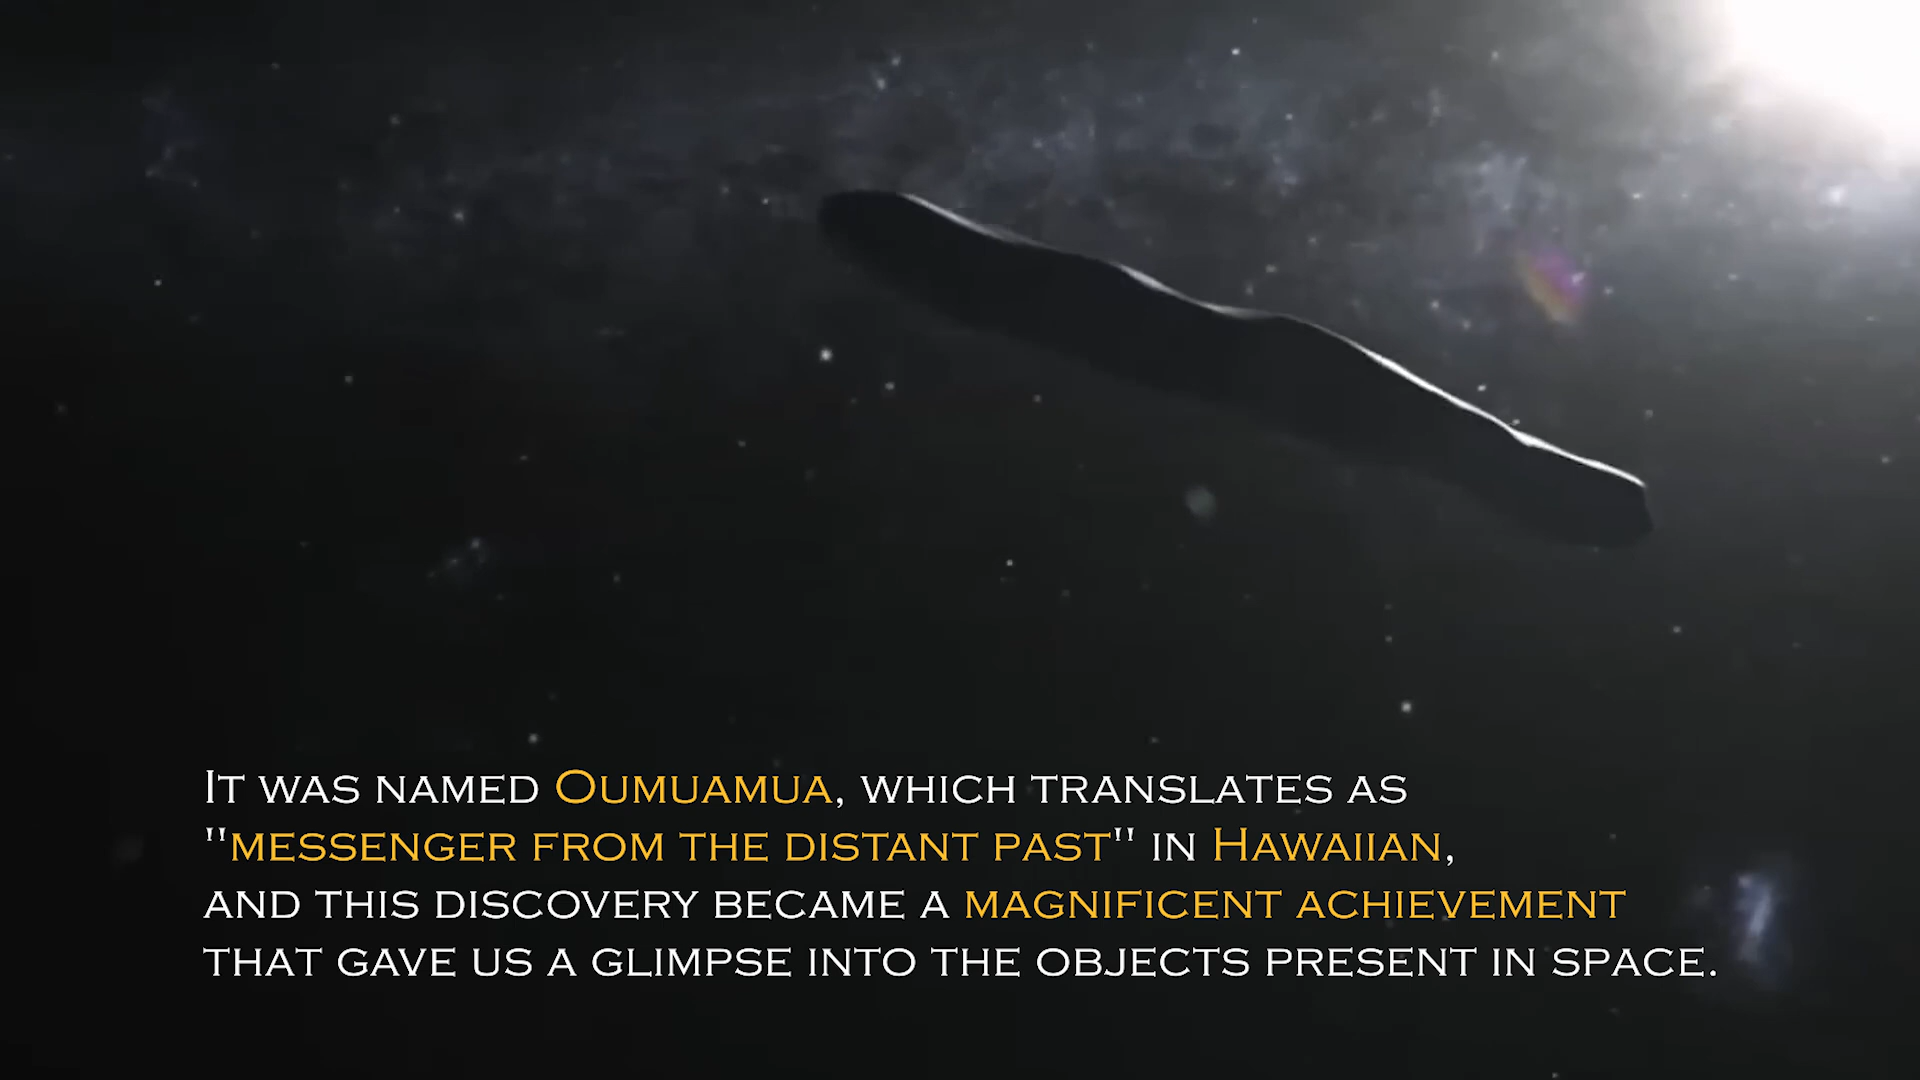 It was named Oumuamua, which translates as
"messenger from the distant past" in Hawaiian,
and this discovery became a magnificent achievement
that gave us a glimpse into the objects present in space.